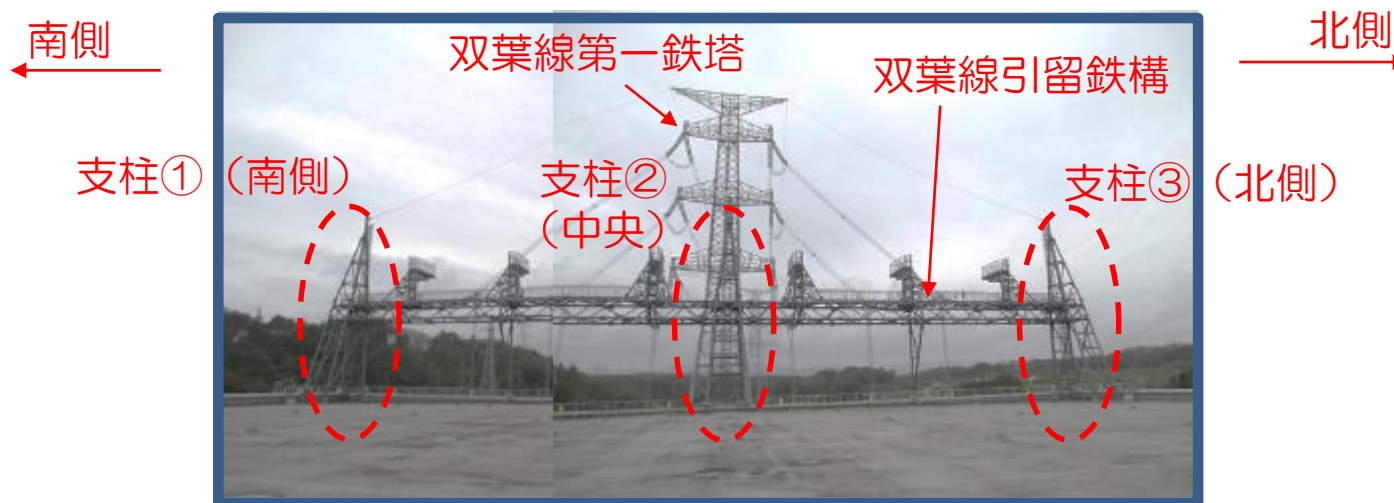 南側
北側
双葉線第一鉄塔
双葉線引留鉄構
支柱①（南側）
支柱②
（中央）
支柱③（北側）